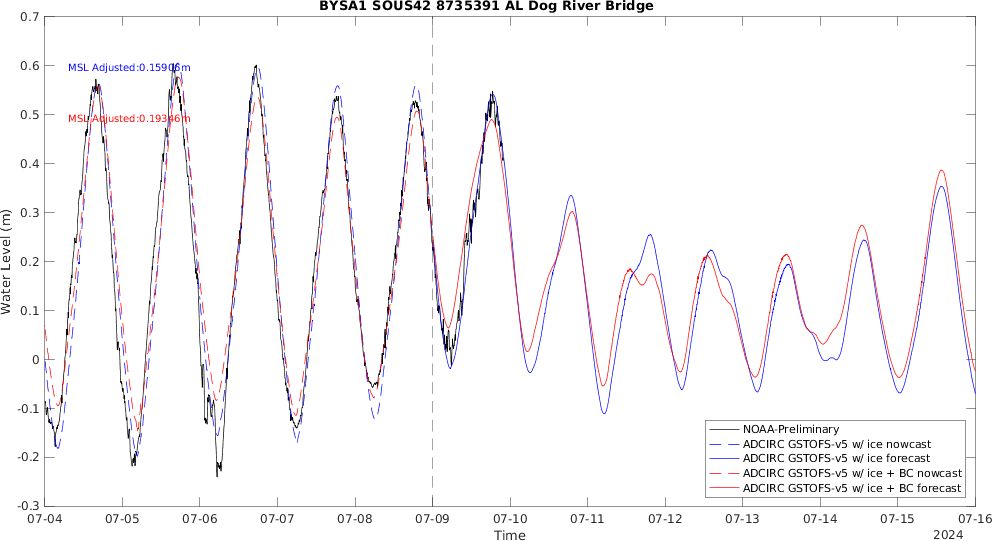 BYSA1 SOUS42 8735391 AL Dog River Bridge
0.7
0.6
0.5
0.4
0.3
0.2
0.1
0
-0.1
-0.2
-0.3
Water Level (m)
MSL Adjusted:0.15906m
MSL Adjusted:0.19346m
NOAA-Preliminary
ADCIRC GSTOFS-v5 w/ ice nowcast
ADCIRC GSTOFS-v5 w/ ice forecast
ADCIRC GSTOFS-v5 w/ ice + BC nowcast
ADCIRC GSTOFS-v5 w/ ice + BC forecast
07-04 07-05 07-06 07-07 07-08 07-09 07-10 07-11 07-12 07-13 07-14 07-15 07-16
Time
2024